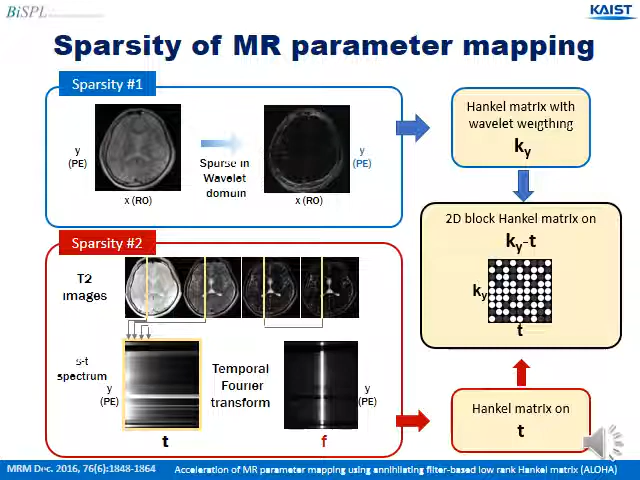 BiSPL
KAIST
Sparsity of MR parameter mapping
Sparsity #1
y
(PE)
x (RO)
Sparse in
Wavelet
domain
y
(PE)
x (RO)
Hankel matrix with
wavelet weigthing
ky
2D block Hankel matrix on
ky-t
ky
t
Sparsity #2
T2
images
s-t
spectrum
y
(PE)
t
Temporal
Fourier
transform
y
(PE)
f
Hankel matrix on
t
MRM Dec. 2016, 76(6):1848-1864
Acceleration of MR parameter mapping using annihilating filter-based low rank Hankel matrix (ALOHA)